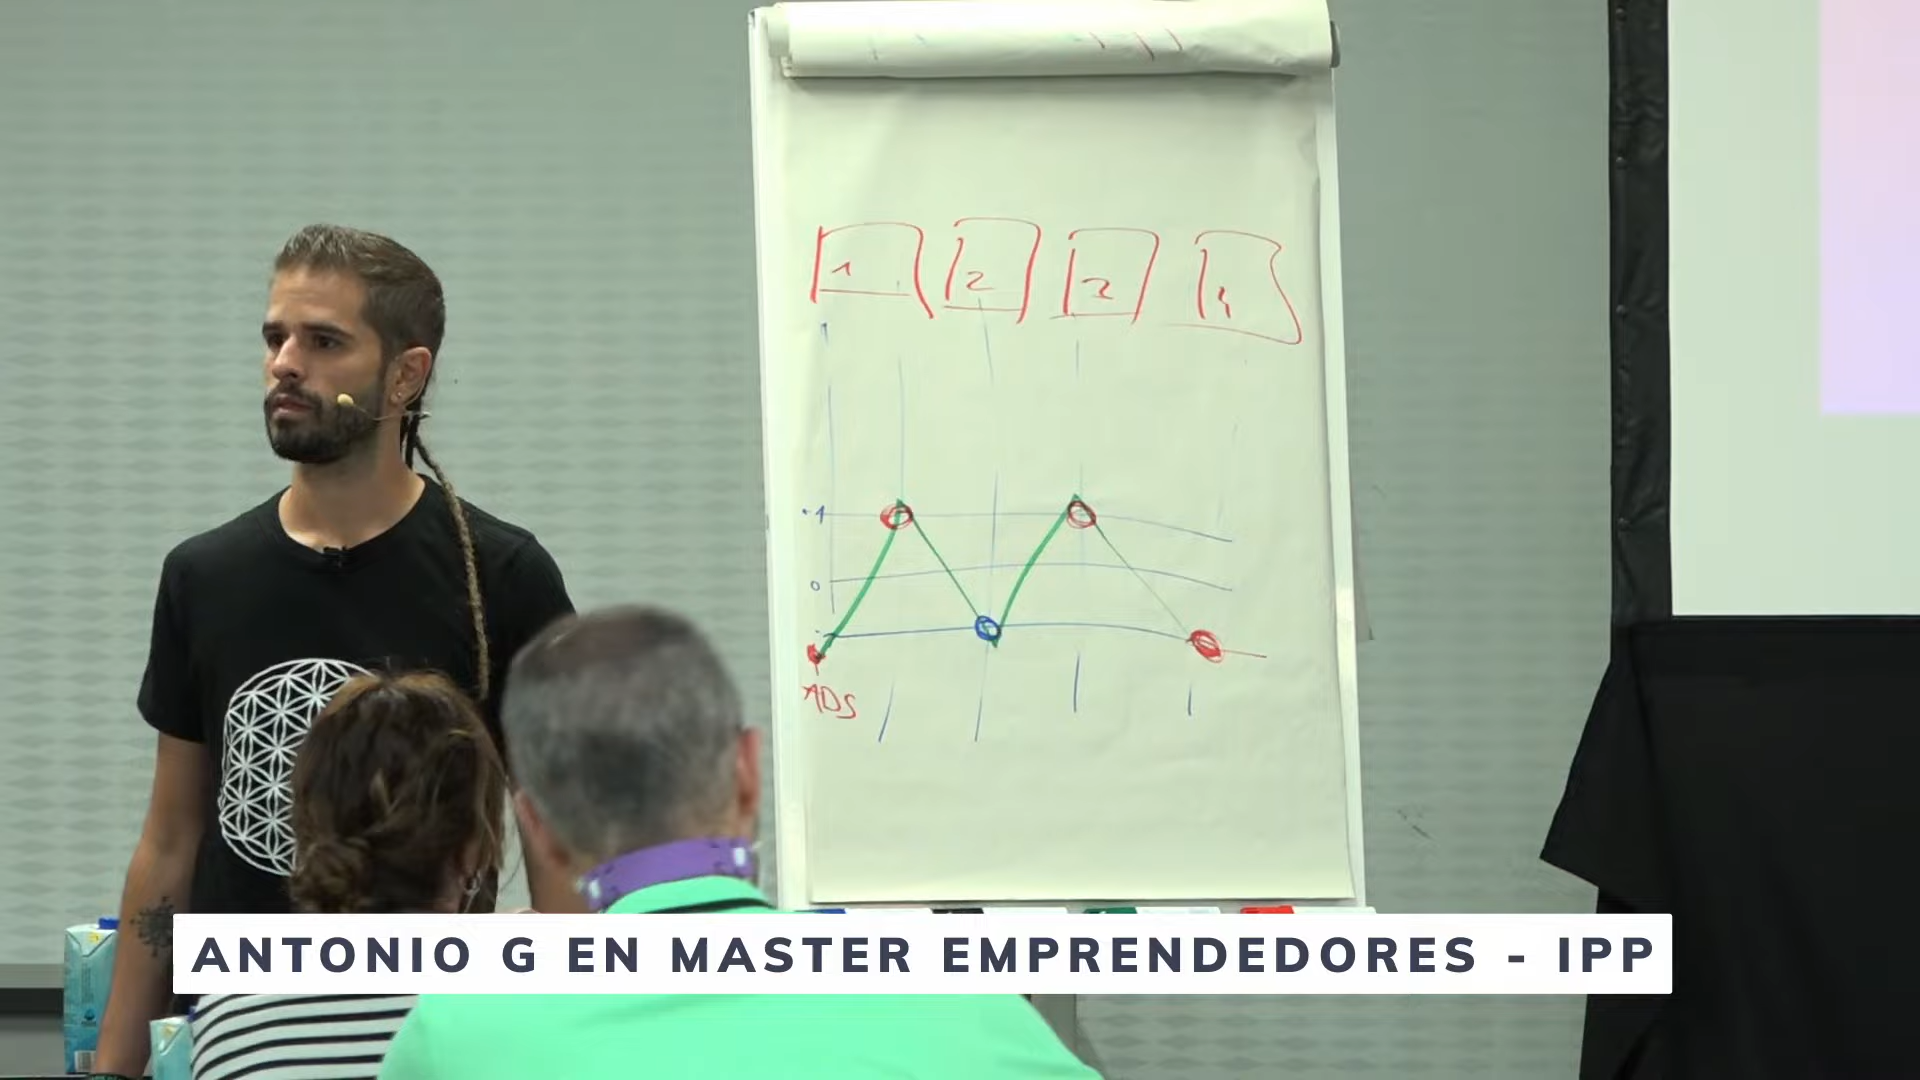 1 2 3 4
-1
0
ADS
ANTONIO G EN MASTER EMPRENDEDORES - IPP